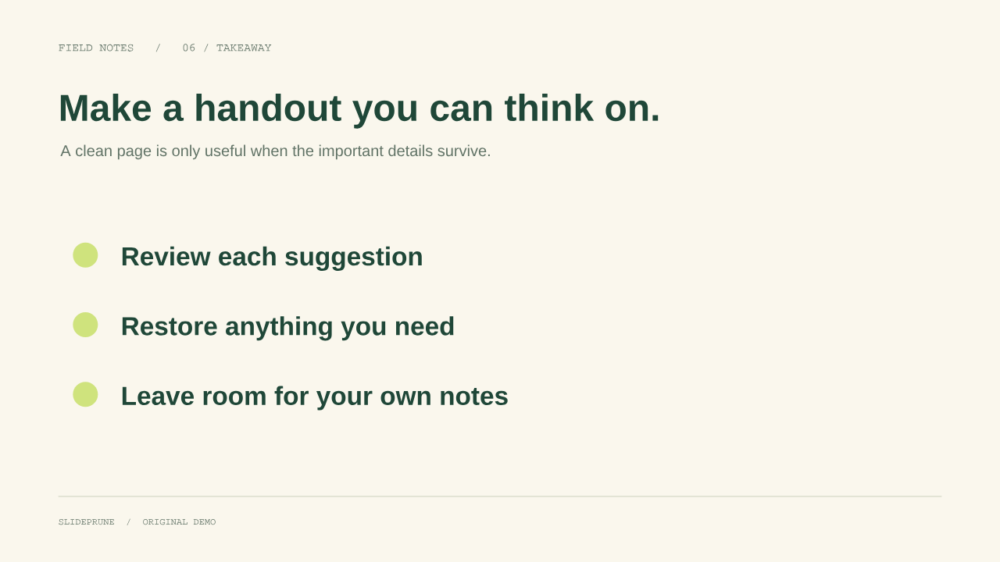 FIELD NOTES / 06 / TAKEAWAY
Make a handout you can think on.
A clean page is only useful when the important details survive.
Review each suggestion
Restore anything you need
Leave room for your own notes
SLIDEPRUNE / ORIGINAL DEMO